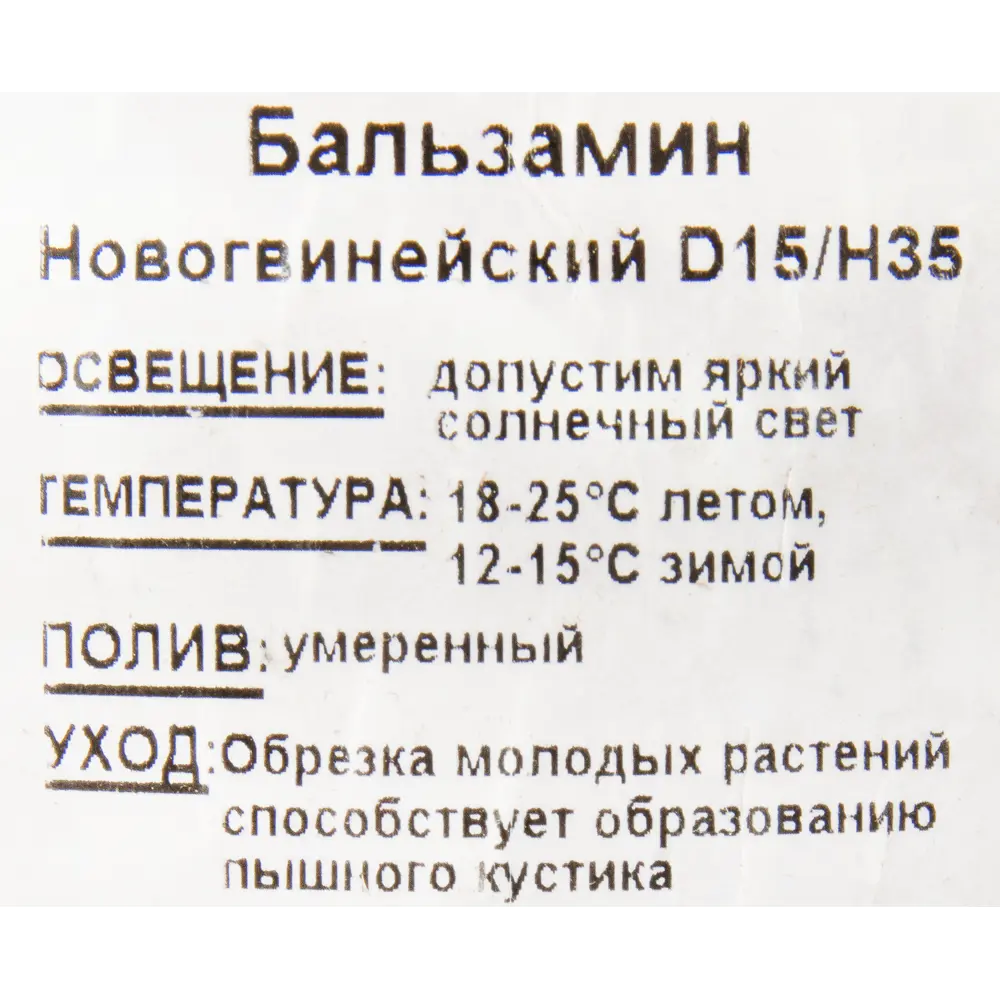 Бальзамин
Новогвинейский D15/H35
ОСВЕЩЕНИЕ: допустим яркий
солнечный свет
ТЕМПЕРАТУРА: 18-25°C летом,
12-15°C зимой
ПОЛИВ: умеренный
УХОД: Обрезка молодых растений
способствует образованию
пышного кустика